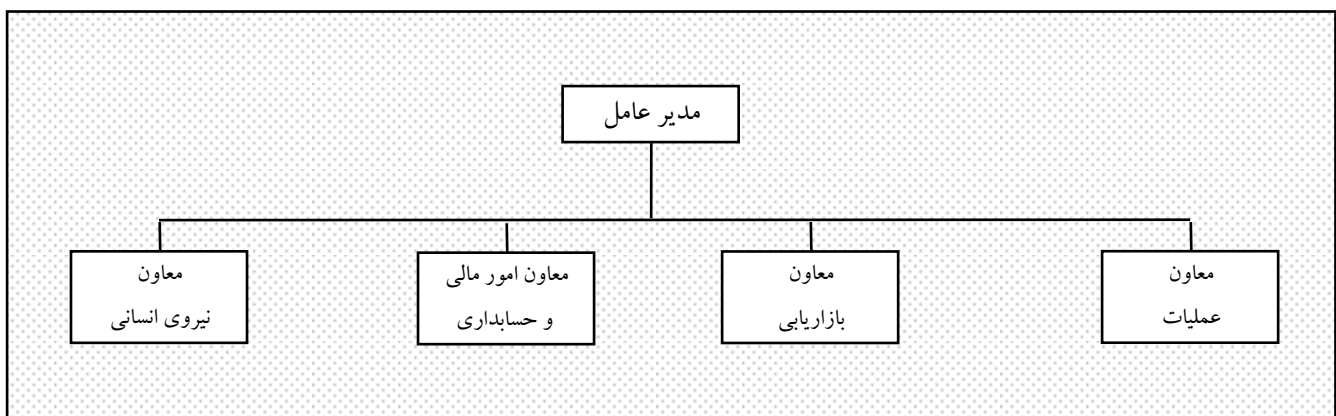 مدیر عامل
معاون
عملیات
معاون
بازاریابی
معاون امور مالی
و حسابداری
معاون
نیروی انسانی